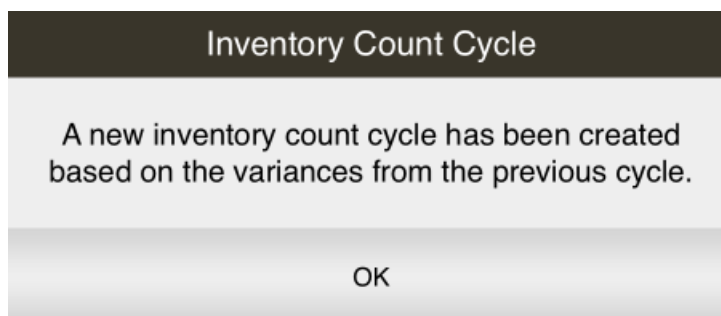 Inventory Count Cycle
A new inventory count cycle has been created
based on the variances from the previous cycle.
OK